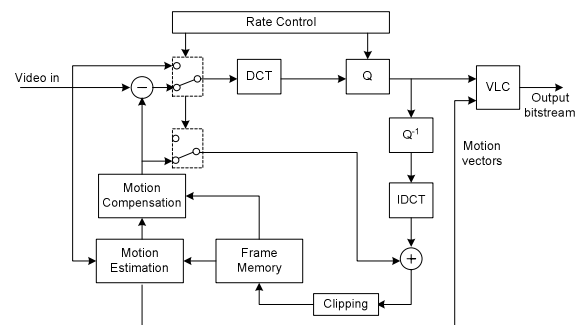 Rate Control
Video in
DCT
Q
VLC
Output
bitstream
Q-1
Motion
vectors
Motion
Compensation
IDCT
Motion
Estimation
Frame
Memory
Clipping